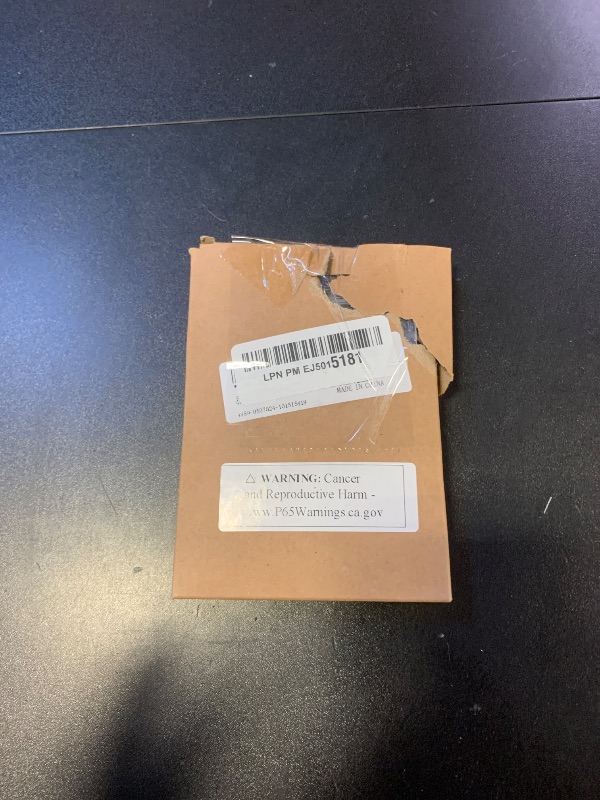 LPN PM EJ5015181
MADE IN CHINA
⚠ WARNING: Cancer
and Reproductive Harm -
www.P65Warnings.ca.gov